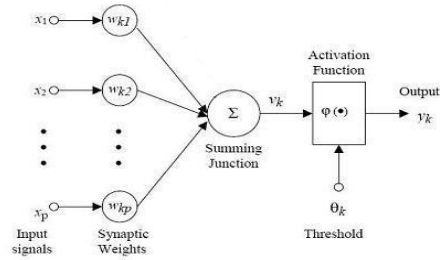 x1
wk1
x2
wk2
xp
wkp
Σ
Summing
Junction
vk
Activation
Function
φ(•)
Output
yk
θk
Threshold
Input
signals
Synaptic
Weights